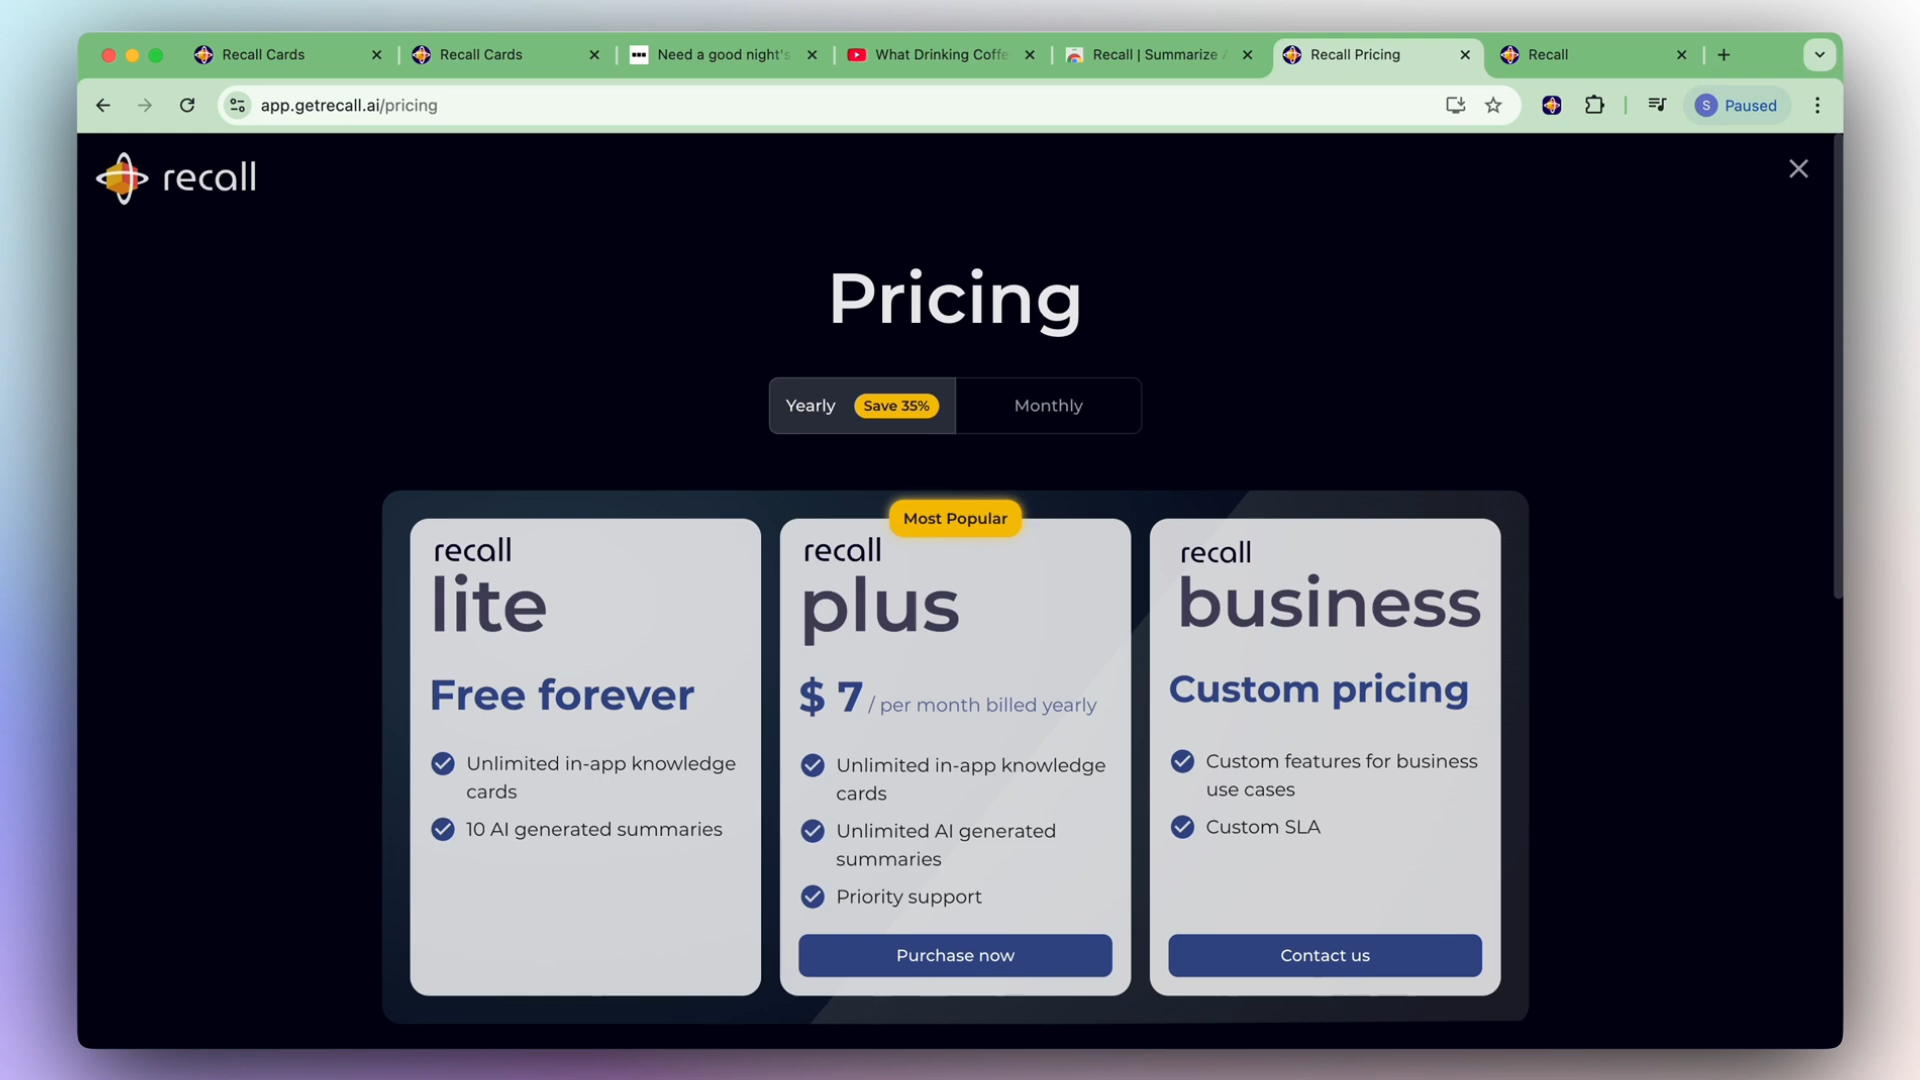 Recall Cards
Recall Cards
Need a good night's
What Drinking Coffe
Recall | Summarize A
Recall Pricing
Recall
app.getrecall.ai/pricing
S Paused
recall
Pricing
Yearly Save 35% Monthly
Most Popular
recall
lite
Free forever
Unlimited in-app knowledge
cards
10 AI generated summaries
recall
plus
$ 7 / per month billed yearly
Unlimited in-app knowledge
cards
Unlimited AI generated
summaries
Priority support
Purchase now
recall
business
Custom pricing
Custom features for business
use cases
Custom SLA
Contact us